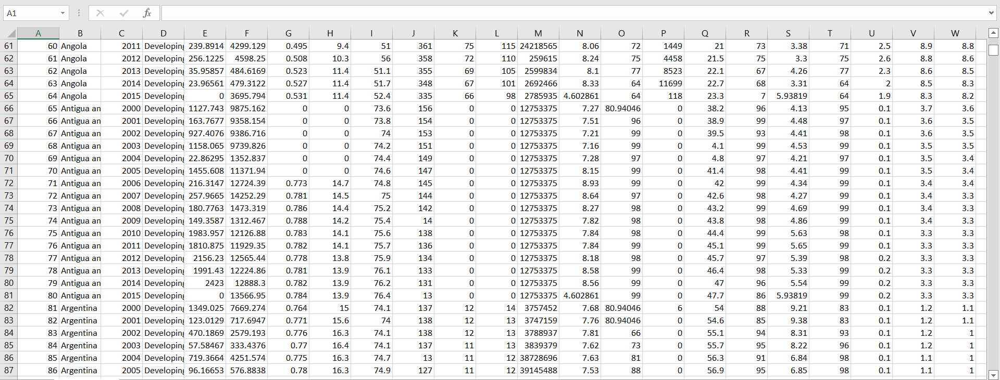 A1 fx
A B C D E F G H I J K L M N O P Q R S T U V W
61 60 Angola 2011 Developing 239.8914 4299.129 0.495 9.4 51 361 75 115 24218565 8.06 72 1449 21 73 3.38 71 2.5 8.9 8.8
62 61 Angola 2012 Developing 256.1225 4598.25 0.508 10.3 56 358 72 110 259615 8.24 75 4458 21.5 75 3.3 75 2.6 8.8 8.6
63 62 Angola 2013 Developing 35.95857 484.6169 0.523 11.4 51.1 355 69 105 2599834 8.1 77 8523 22.1 67 4.26 77 2.3 8.6 8.5
64 63 Angola 2014 Developing 23.96561 479.3122 0.527 11.4 51.7 348 67 101 2692466 8.33 64 11699 22.7 68 3.31 64 2 8.5 8.3
65 64 Angola 2015 Developing 0 3695.794 0.531 11.4 52.4 335 66 98 2785935 4.602861 64 118 23.3 7 5.93819 64 1.9 8.3 8.2
66 65 Antigua an 2000 Developing 1127.743 9875.162 0 0 73.6 156 0 0 12753375 7.27 80.94046 0 38.2 96 4.13 95 0.1 3.7 3.6
67 66 Antigua an 2001 Developing 163.7677 9358.154 0 0 73.8 154 0 0 12753375 7.51 96 0 38.9 99 4.48 97 0.1 3.6 3.5
68 67 Antigua an 2002 Developing 927.4076 9386.716 0 0 74 153 0 0 12753375 7.21 99 0 39.5 93 4.41 98 0.1 3.6 3.5
69 68 Antigua an 2003 Developing 1158.065 9739.826 0 0 74.2 151 0 0 12753375 7.16 99 0 4.1 99 4.53 99 0.1 3.5 3.5
70 69 Antigua an 2004 Developing 22.86295 1352.837 0 0 74.4 149 0 0 12753375 7.28 97 0 4.8 97 4.21 97 0.1 3.5 3.4
71 70 Antigua an 2005 Developing 1455.608 11371.94 0 0 74.6 147 0 0 12753375 8.15 99 0 41.4 98 4.41 99 0.1 3.5 3.4
72 71 Antigua an 2006 Developing 216.3147 12724.39 0.773 14.7 74.8 145 0 0 12753375 8.93 99 0 42 99 4.34 99 0.1 3.4 3.4
73 72 Antigua an 2007 Developing 257.9665 14252.29 0.781 14.5 75 144 0 0 12753375 8.64 97 0 42.6 98 4.27 99 0.1 3.4 3.3
74 73 Antigua an 2008 Developing 180.7763 1473.319 0.786 14.4 75.2 142 0 0 12753375 8.27 98 0 43.2 99 4.69 99 0.1 3.4 3.3
75 74 Antigua an 2009 Developing 149.3587 1312.467 0.788 14.2 75.4 14 0 0 12753375 7.82 98 0 43.8 98 4.86 99 0.1 3.4 3.3
76 75 Antigua an 2010 Developing 1983.957 12126.88 0.783 14.1 75.6 138 0 0 12753375 7.84 98 0 44.4 99 5.63 98 0.1 3.3 3.3
77 76 Antigua an 2011 Developing 1810.875 11929.35 0.782 14.1 75.7 136 0 0 12753375 7.84 99 0 45.1 99 5.65 99 0.1 3.3 3.3
78 77 Antigua an 2012 Developing 2156.23 12565.44 0.778 13.8 75.9 134 0 0 12753375 8.18 98 0 45.7 97 5.39 98 0.2 3.3 3.3
79 78 Antigua an 2013 Developing 1991.43 12224.86 0.781 13.9 76.1 133 0 0 12753375 8.58 99 0 46.4 98 5.33 99 0.2 3.3 3.3
80 79 Antigua an 2014 Developing 2423 12888.3 0.782 13.9 76.2 131 0 0 12753375 8.56 99 0 47 96 5.54 99 0.2 3.3 3.3
81 80 Antigua an 2015 Developing 0 13566.95 0.784 13.9 76.4 13 0 0 12753375 4.602861 99 0 47.7 86 5.93819 99 0.2 3.3 3.3
82 81 Argentina 2000 Developing 1349.025 7669.274 0.764 15 74.1 137 12 14 3757452 7.68 80.94046 6 54 88 9.21 83 0.1 1.2 1.1
83 82 Argentina 2001 Developing 123.0129 717.6947 0.771 15.6 74 138 12 13 3747159 7.76 80.94046 0 54.6 85 9.38 83 0.1 1.2 1.1
84 83 Argentina 2002 Developing 470.1869 2579.193 0.776 16.3 74.1 138 12 13 3788937 7.81 66 0 55.1 94 8.31 93 0.1 1.2 1
85 84 Argentina 2003 Developing 57.58467 333.4376 0.77 16.4 74.1 137 11 13 3839379 7.62 73 0 55.7 95 8.22 96 0.1 1.2 1
86 85 Argentina 2004 Developing 719.3664 4251.574 0.775 16.3 74.7 13 11 12 38728696 7.63 81 0 56.3 91 6.84 98 0.1 1.1 1
87 86 Argentina 2005 Developing 96.16653 576.8838 0.78 16.3 74.9 127 11 12 39145488 7.53 88 0 56.9 95 6.85 98 0.1 1.1 1